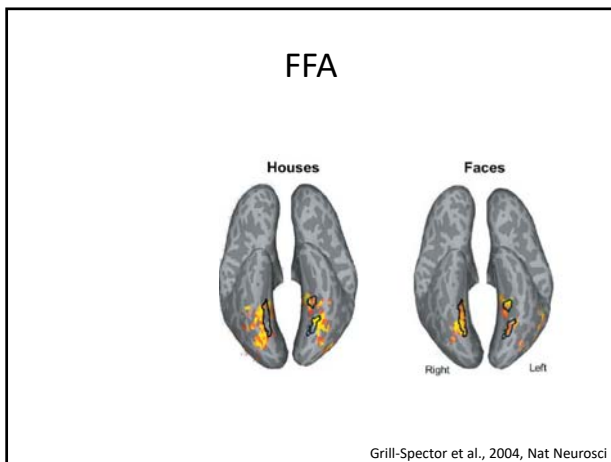 FFA
Houses
Faces
Right
Left
Grill-Spector et al., 2004, Nat Neurosci